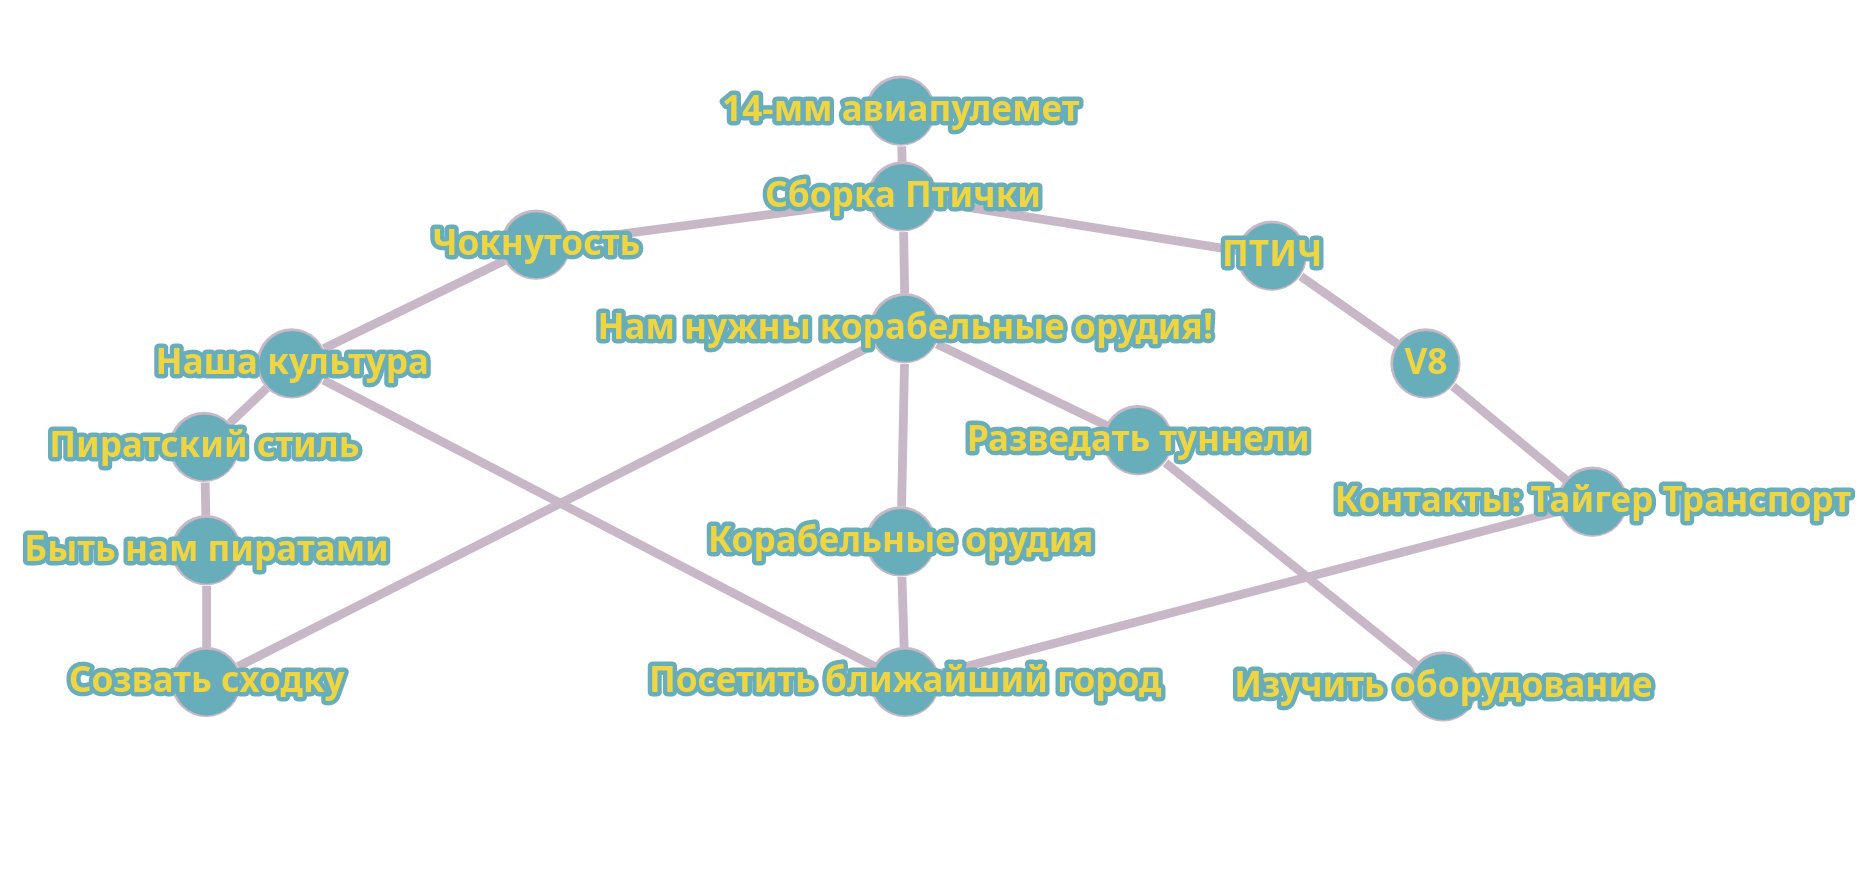 14-мм авиапулемет
Сборка Птички
Чокнутость
ПТИЧ
Нам нужны корабельные орудия!
Наша культура
V8
Разведать туннели
Пиратский стиль
Контакты: Тайгер Транспорт
Корабельные орудия
Быть нам пиратами
Созвать сходку
Посетить ближайший город
Изучить оборудование